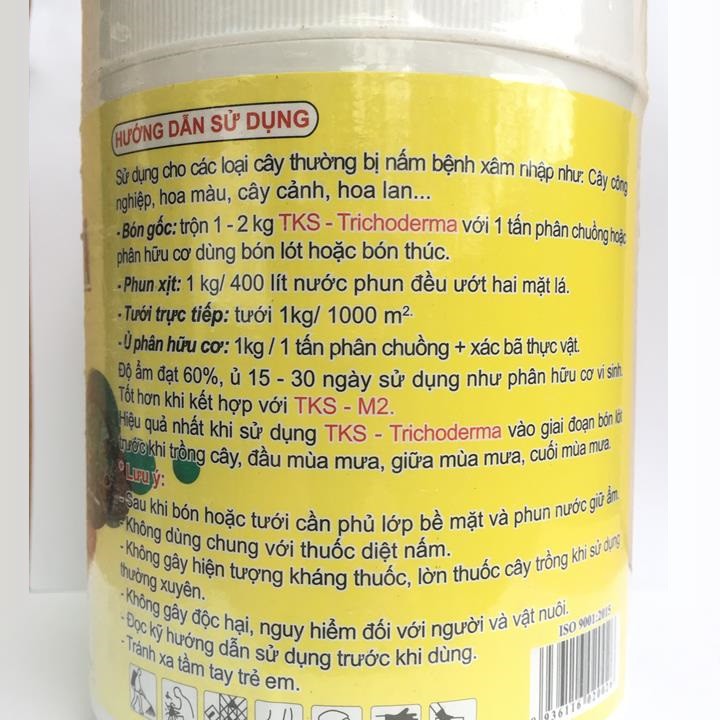 HƯỚNG DẪN SỬ DỤNG
Sử dụng cho các loại cây thường bị nấm bệnh xâm nhập như: Cây công
nghiệp, hoa màu, cây cảnh, hoa lan...
- Bón gốc: trộn 1 - 2 kg TKS - Trichoderma với 1 tấn phân chuồng hoặc
phân hữu cơ dùng bón lót hoặc bón thúc.
- Phun xịt: 1 kg/ 400 lít nước phun đều ướt hai mặt lá.
- Tưới trực tiếp: tưới 1kg/ 1000 m².
- Ủ phân hữu cơ: 1kg / 1 tấn phân chuồng + xác bã thực vật.
Độ ẩm đạt 60%, ủ 15 - 30 ngày sử dụng như phân hữu cơ vi sinh.
Tốt hơn khi kết hợp với TKS - M2.
Hiệu quả nhất khi sử dụng TKS - Trichoderma vào giai đoạn bón lót
trước khi trồng cây, đầu mùa mưa, giữa mùa mưa, cuối mùa mưa.
* Lưu ý:
- Sau khi bón hoặc tưới cần phủ lớp bề mặt và phun nước giữ ẩm.
- Không dùng chung với thuốc diệt nấm.
- Không gây hiện tượng kháng thuốc, lờn thuốc cây trồng khi sử dụng
thường xuyên.
- Không gây độc hại, nguy hiểm đối với người và vật nuôi.
- Đọc kỹ hướng dẫn sử dụng trước khi dùng.
- Tránh xa tầm tay trẻ em.
ISO 9001:2015